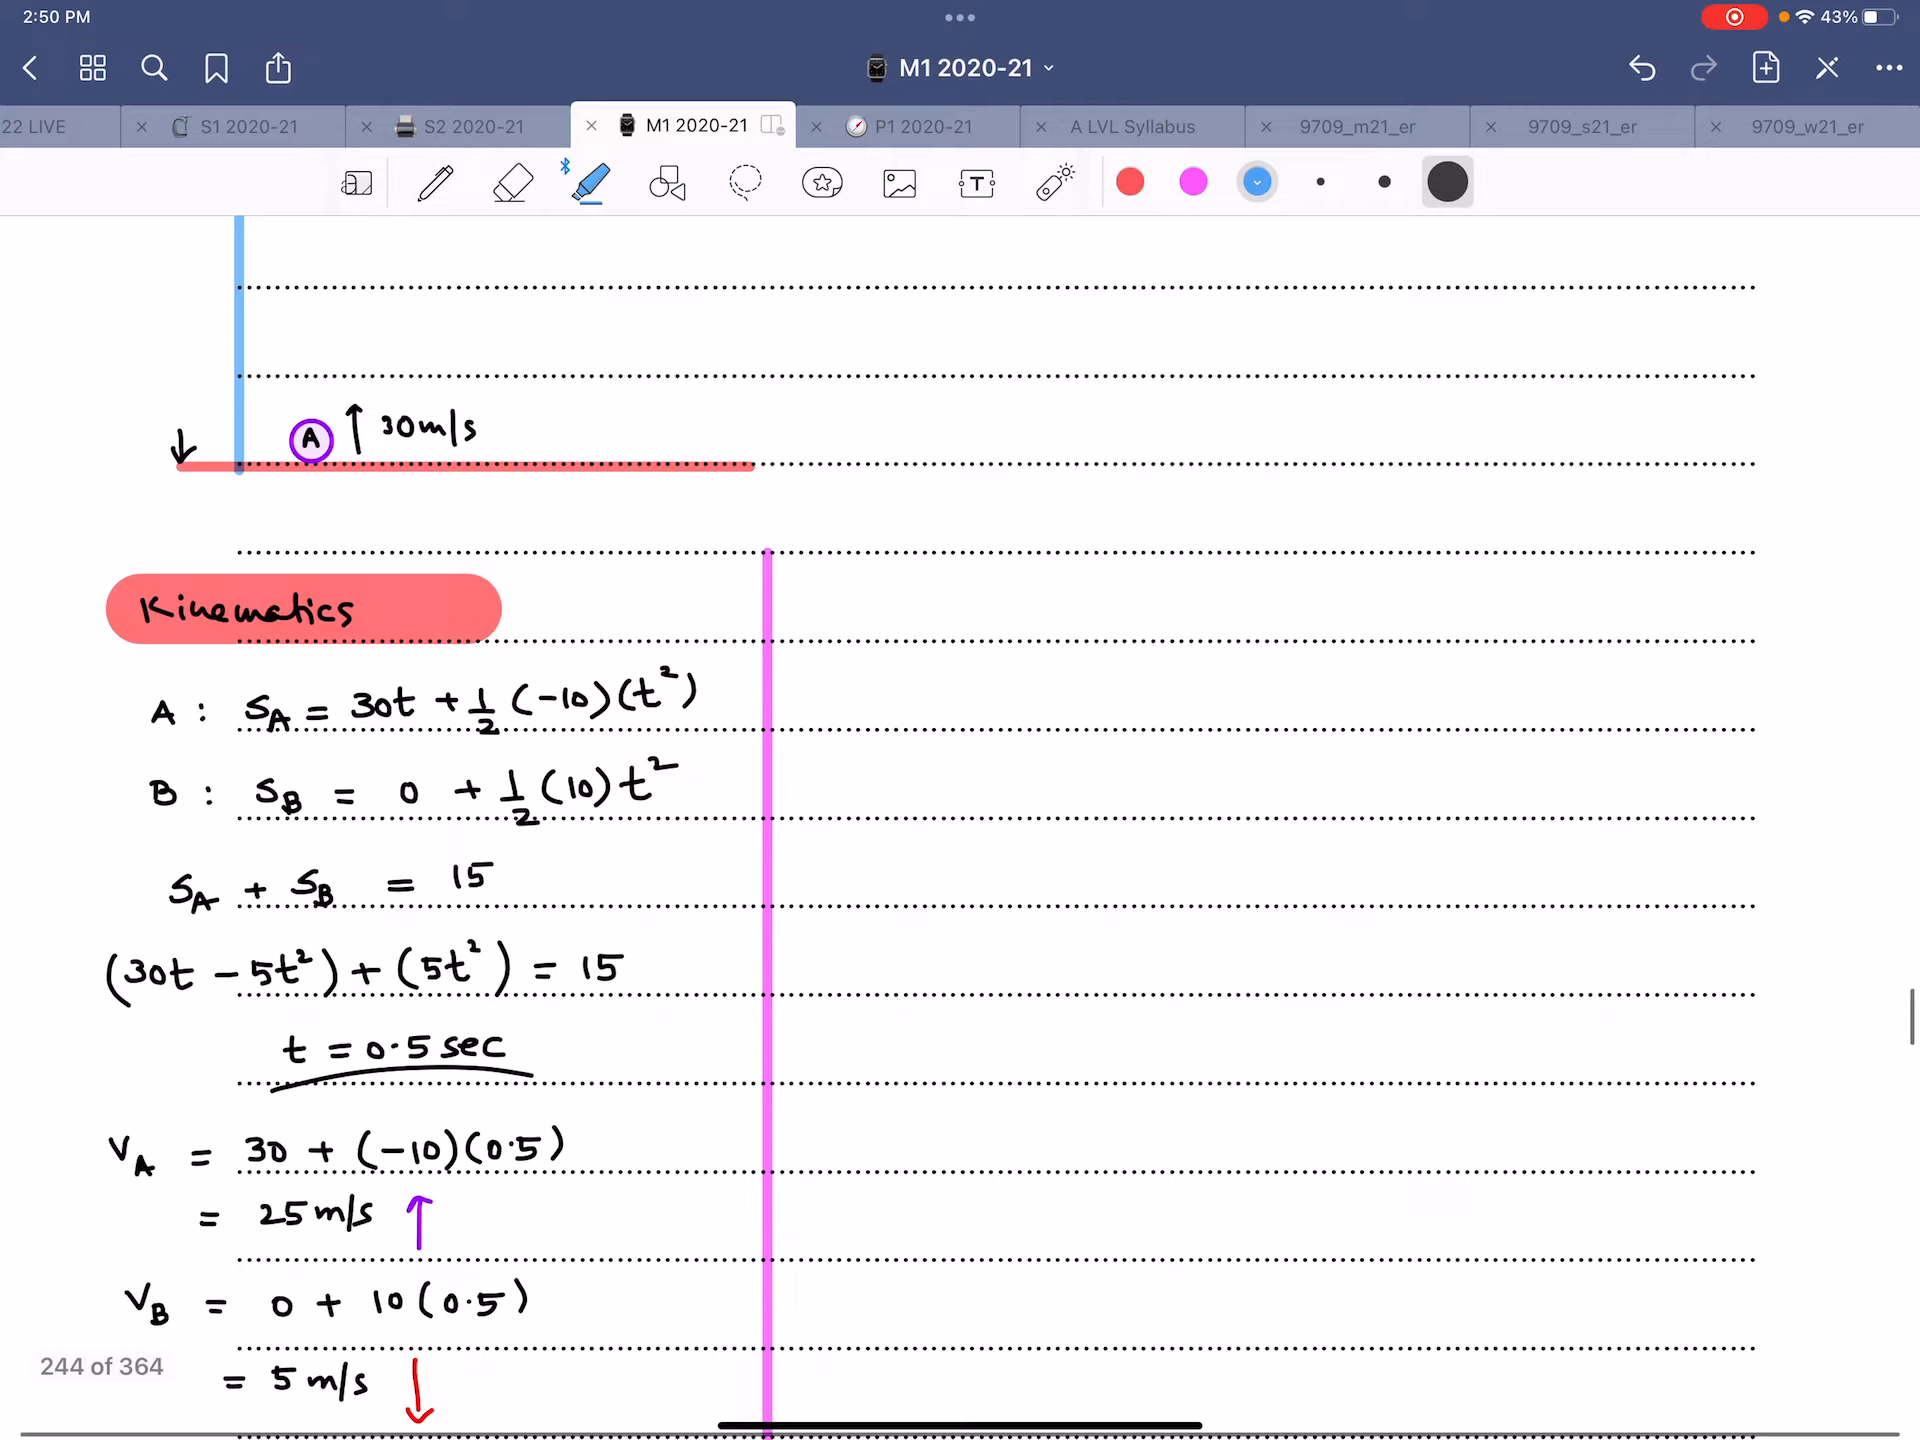 2:50 PM
43%
M1 2020-21
22 LIVE
S1 2020-21
S2 2020-21
M1 2020-21
P1 2020-21
A LVL Syllabus
9709_m21_er
9709_s21_er
9709_w21_er
A ↑ 30m/s
Kinematics
A : S_A = 30t + 1/2 (-10)(t²)
B : S_B = 0 + 1/2 (10) t²
S_A + S_B = 15
(30t - 5t²) + (5t²) = 15
t = 0.5 sec
V_A = 30 + (-10)(0.5)
= 25 m/s ↑
V_B = 0 + 10(0.5)
= 5 m/s ↓
244 of 364